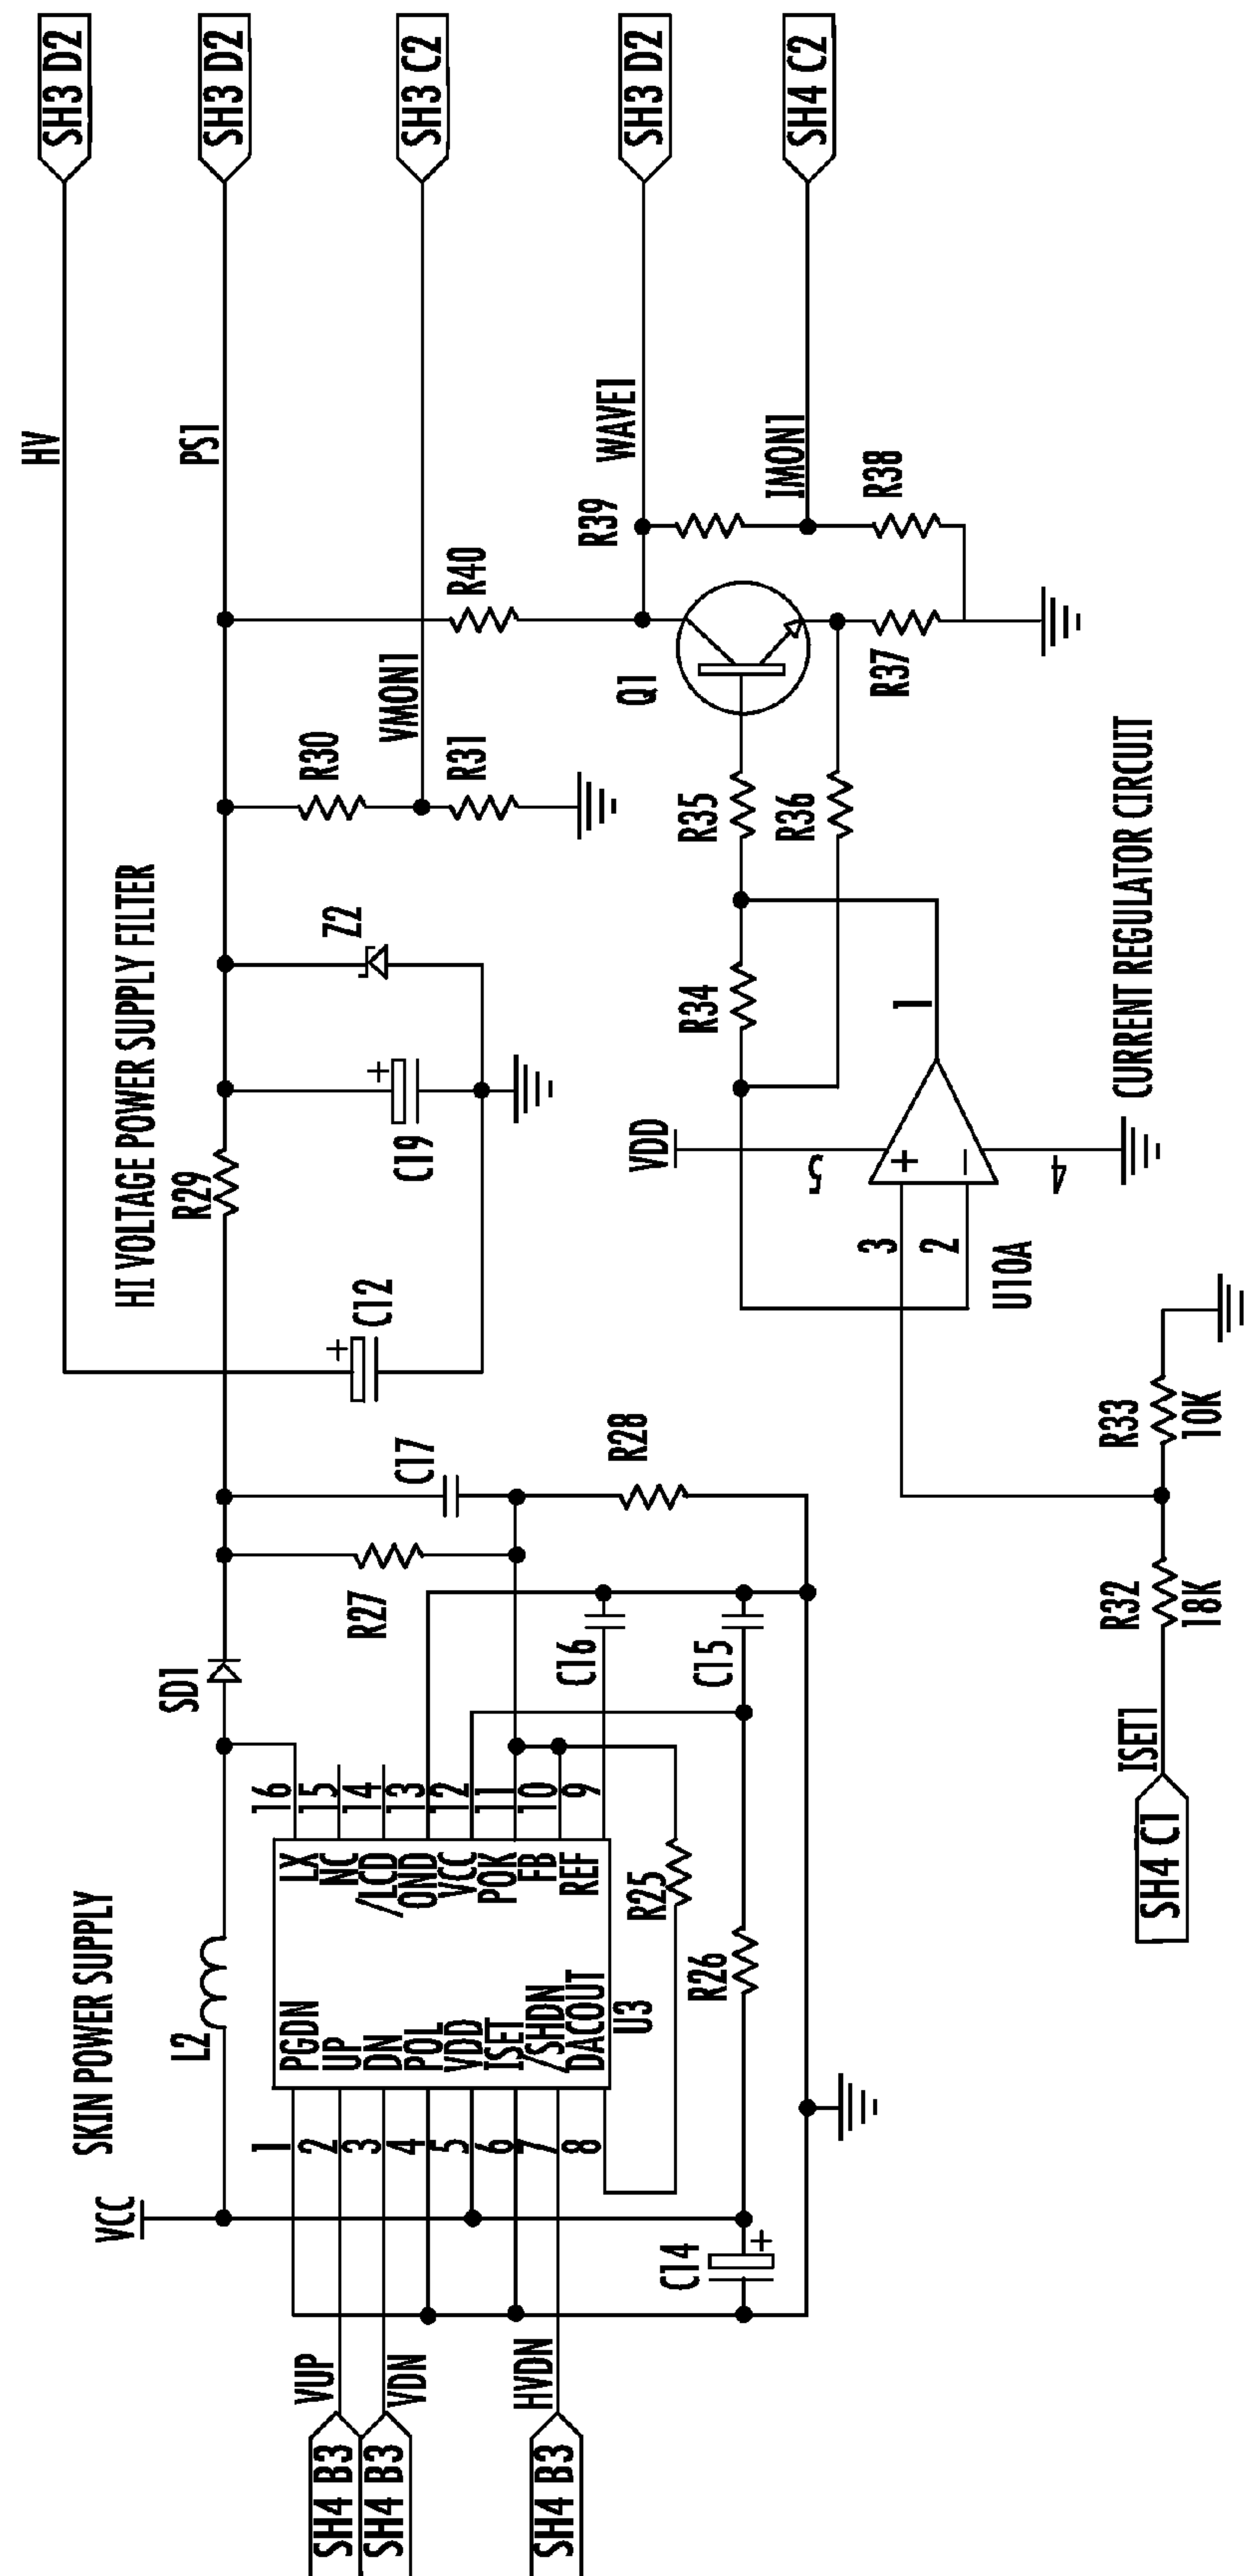 SKIN POWER SUPPLY
HI VOLTAGE POWER SUPPLY FILTER
CURRENT REGULATOR CIRCUIT
HV
SH3 D2
PS1
SH3 D2
VMON1
SH3 C2
WAVE1
SH3 D2
IMON1
SH4 C2
VCC
L2
SD1
R29
C12
C19
Z2
R30
R31
R40
R39
R38
Q1
R37
R35
R36
R34
VDD
5
4
3
2
1
+
−
U10A
R27
C17
R28
C16
C15
R25
R26
C14
+
+
+
U3
1
2
3
4
5
6
7
8
PGDN
UP
DN
POL
VDD
ISET
/SHDN
DACOUT
LX
NC
/LCD
OND
VCC
POK
FB
REF
16
15
14
13
12
11
10
9
VUP
SH4 B3
VDN
SH4 B3
HVDN
SH4 B3
SH4 C1
ISET1
R32
18K
R33
10K